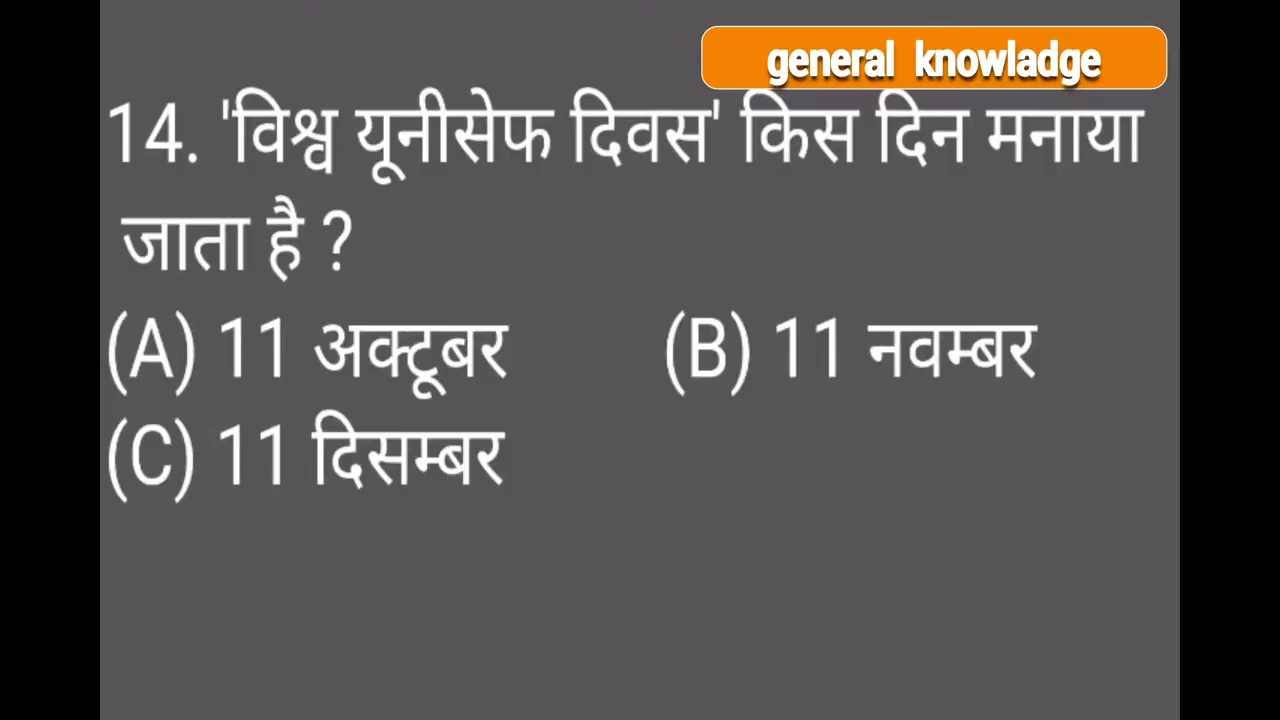 general knowladge
14. 'विश्व यूनीसेफ दिवस' किस दिन मनाया
जाता है ?
(A) 11 अक्टूबर (B) 11 नवम्बर
(C) 11 दिसम्बर